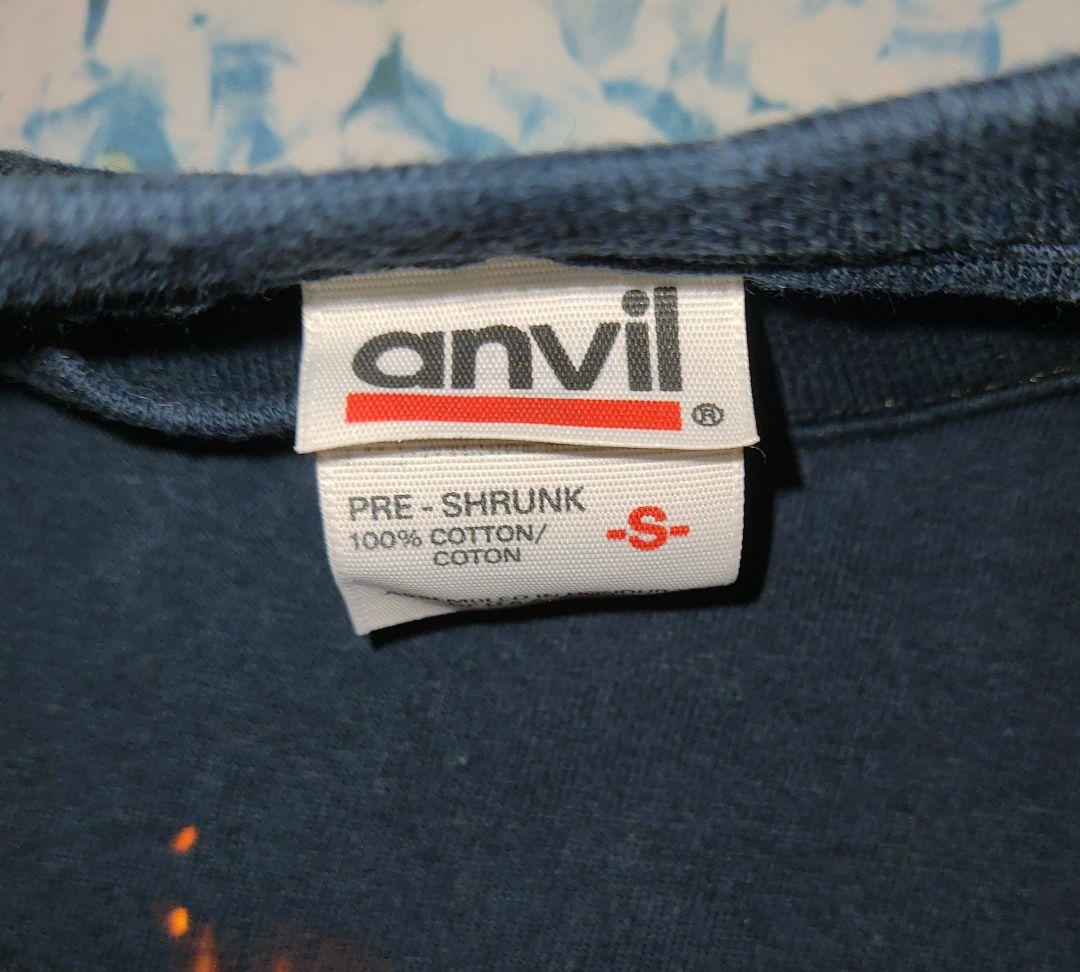 anvil®
PRE - SHRUNK
100% COTTON/
COTON
-S-